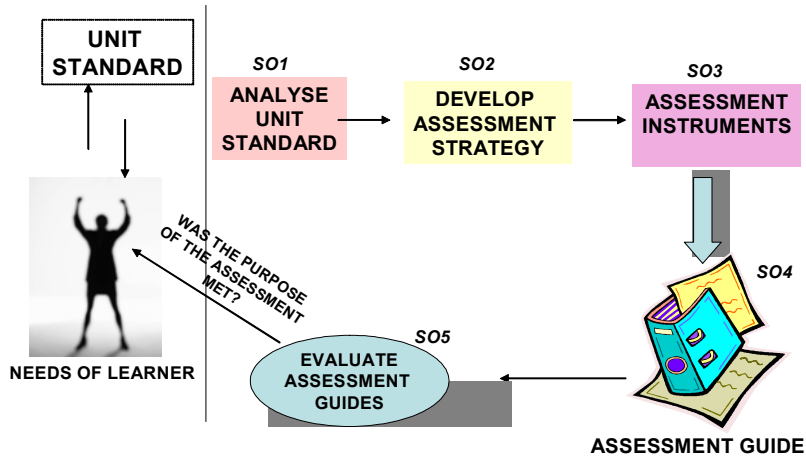 UNIT
STANDARD
NEEDS OF LEARNER
SO1
ANALYSE
UNIT
STANDARD
SO2
DEVELOP
ASSESSMENT
STRATEGY
SO3
ASSESSMENT
INSTRUMENTS
SO4
ASSESSMENT GUIDE
SO5
EVALUATE
ASSESSMENT
GUIDES
WAS THE PURPOSE
OF THE ASSESSMENT
MET?